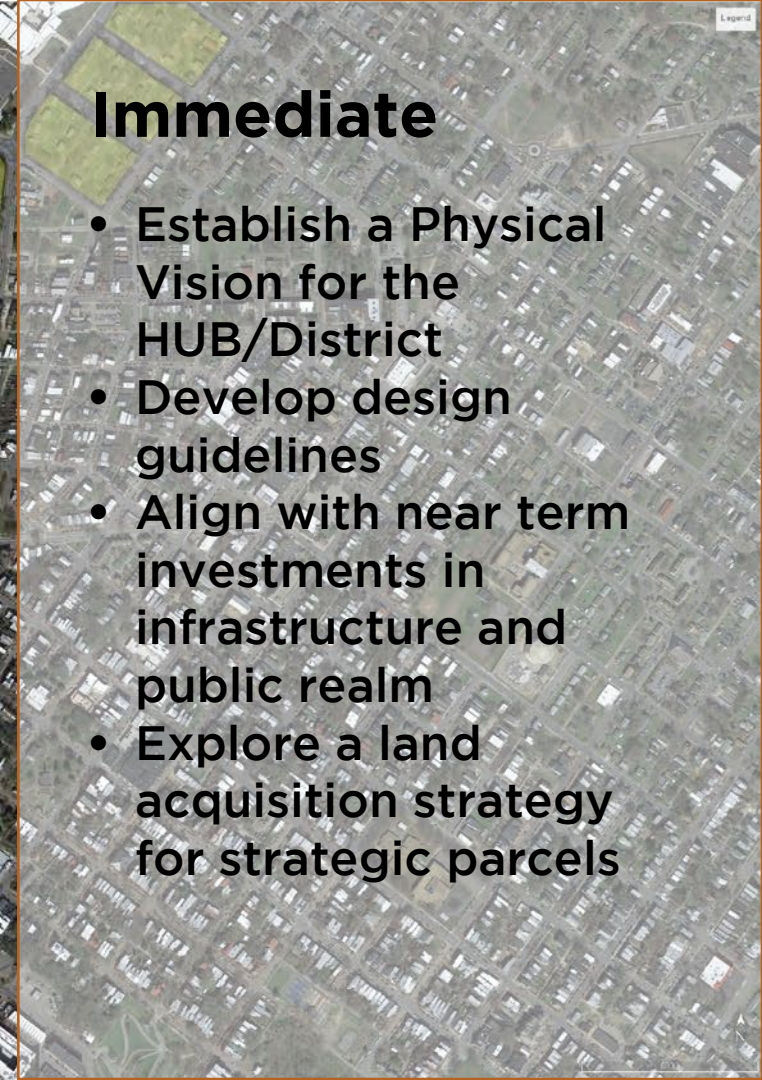 Legend
Immediate
• Establish a Physical
Vision for the
HUB/District
• Develop design
guidelines
• Align with near term
investments in
infrastructure and
public realm
• Explore a land
acquisition strategy
for strategic parcels